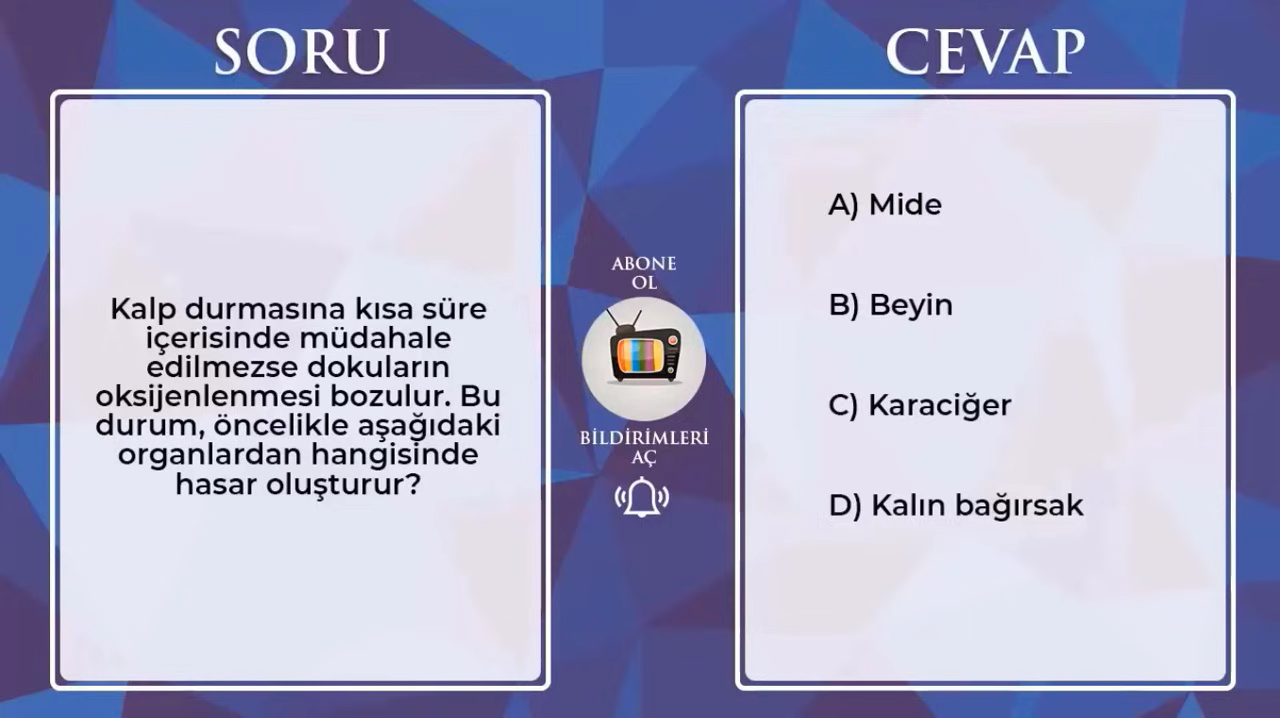 SORU
Kalp durmasına kısa süre
içerisinde müdahale
edilmezse dokuların
oksijenlenmesi bozulur. Bu
durum, öncelikle aşağıdaki
organlardan hangisinde
hasar oluşturur?
ABONE
OL
BİLDİRİMLERİ
AÇ
CEVAP
A) Mide
B) Beyin
C) Karaciğer
D) Kalın bağırsak